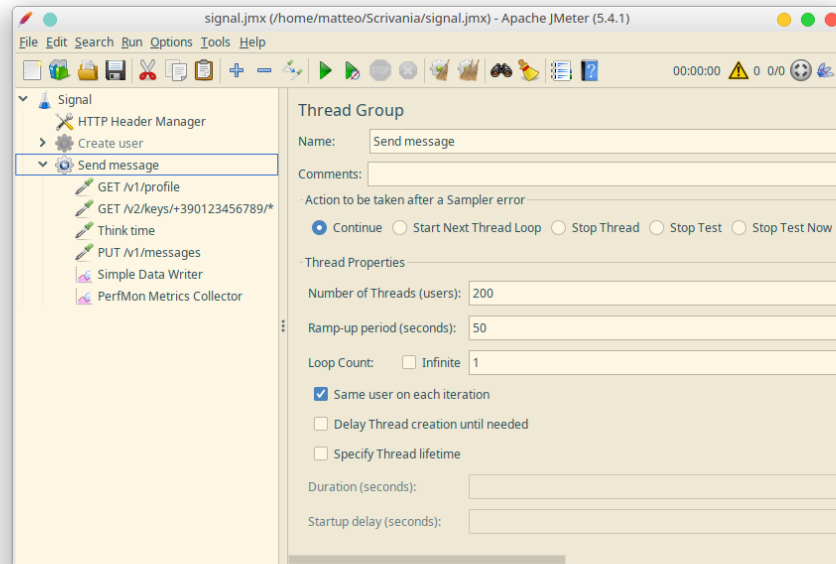 signal.jmx (/home/matteo/Scrivania/signal.jmx) - Apache JMeter (5.4.1)
File Edit Search Run Options Tools Help
00:00:00 0 0/0
Signal
HTTP Header Manager
Create user
Send message
GET /v1/profile
GET /v2/keys/+390123456789/*
Think time
PUT /v1/messages
Simple Data Writer
PerfMon Metrics Collector
Thread Group
Name: Send message
Comments:
Action to be taken after a Sampler error
Continue Start Next Thread Loop Stop Thread Stop Test Stop Test Now
Thread Properties
Number of Threads (users): 200
Ramp-up period (seconds): 50
Loop Count: Infinite 1
Same user on each iteration
Delay Thread creation until needed
Specify Thread lifetime
Duration (seconds):
Startup delay (seconds):